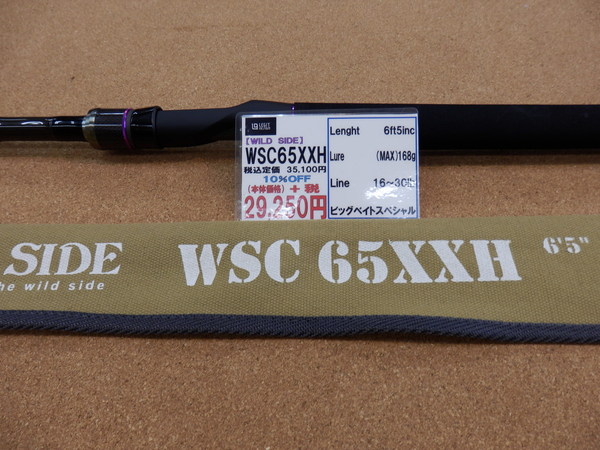 【WILD SIDE】
WSC65XXH
税込定価 35,100円
10%OFF
(本体価格) + 税
29,250円
Lenght 6ft5inc
Lure (MAX)168g
Line 16~30lb
ビッグベイトスペシャル
SIDE WSC 65XXH 6'5"
the wild side